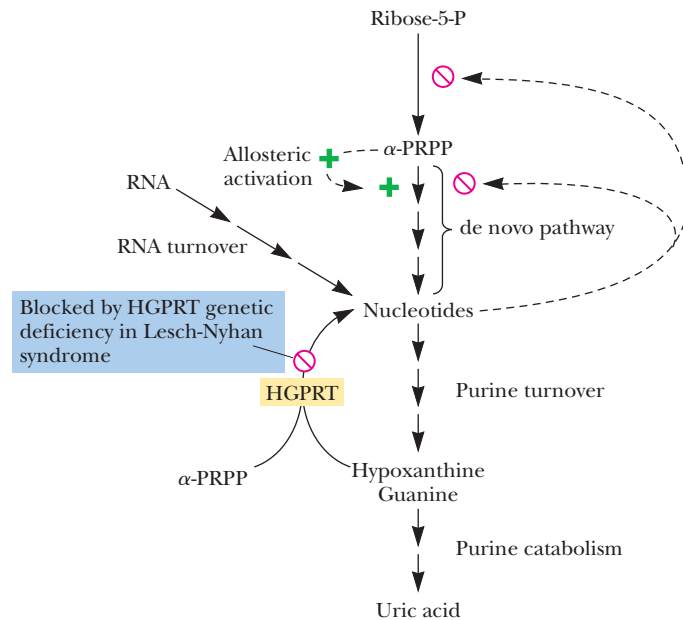 Ribose-5-P
α-PRPP
Allosteric
activation
RNA
RNA turnover
de novo pathway
Nucleotides
Blocked by HGPRT genetic
deficiency in Lesch-Nyhan
syndrome
HGPRT
Purine turnover
α-PRPP
Hypoxanthine
Guanine
Purine catabolism
Uric acid